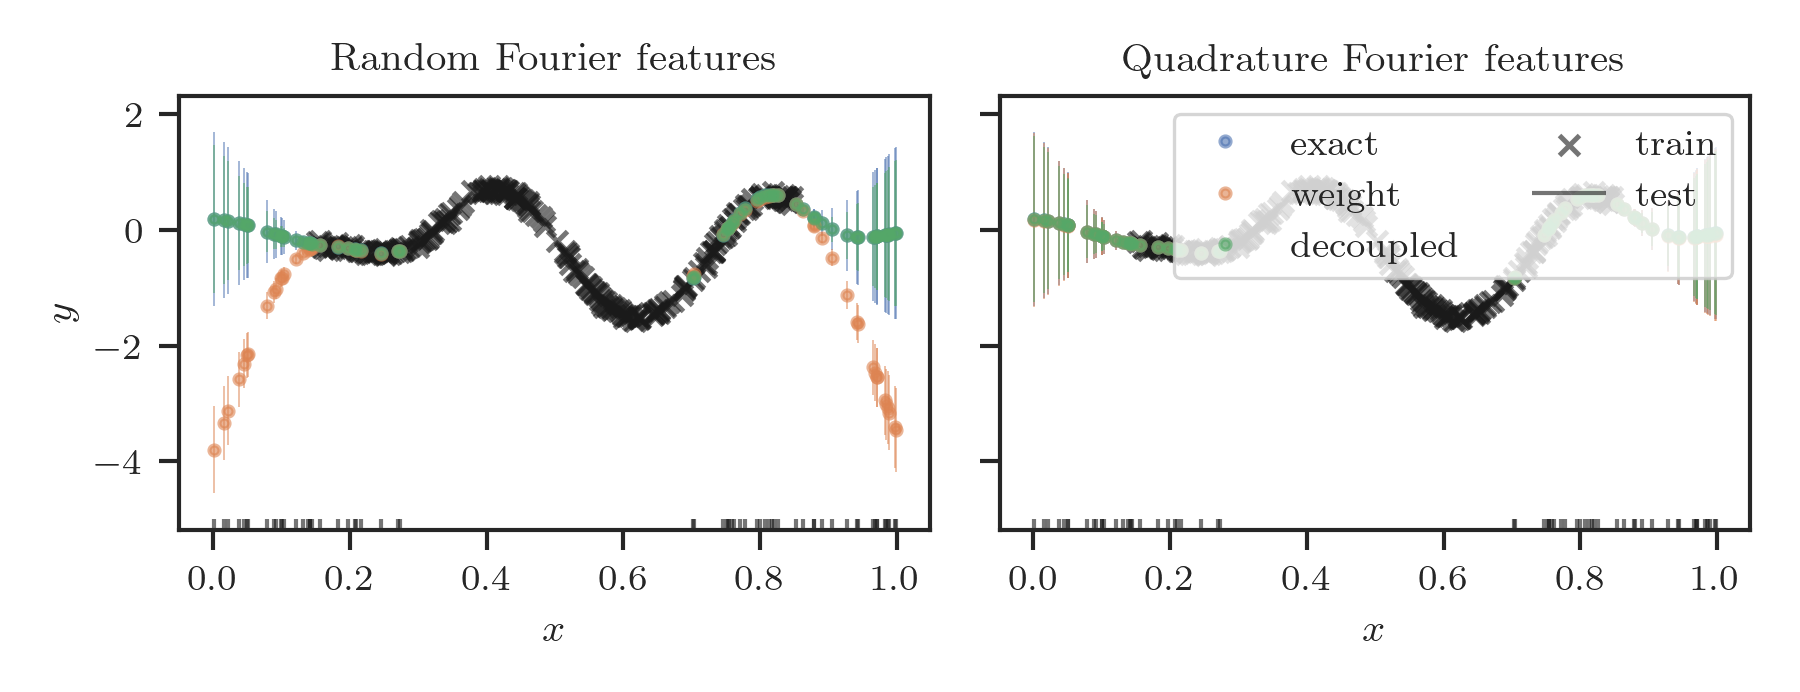 Random Fourier features
Quadrature Fourier features
2
0
−2
−4
y
0.0 0.2 0.4 0.6 0.8 1.0
x
exact
weight
decoupled
train
test
0.0 0.2 0.4 0.6 0.8 1.0
x